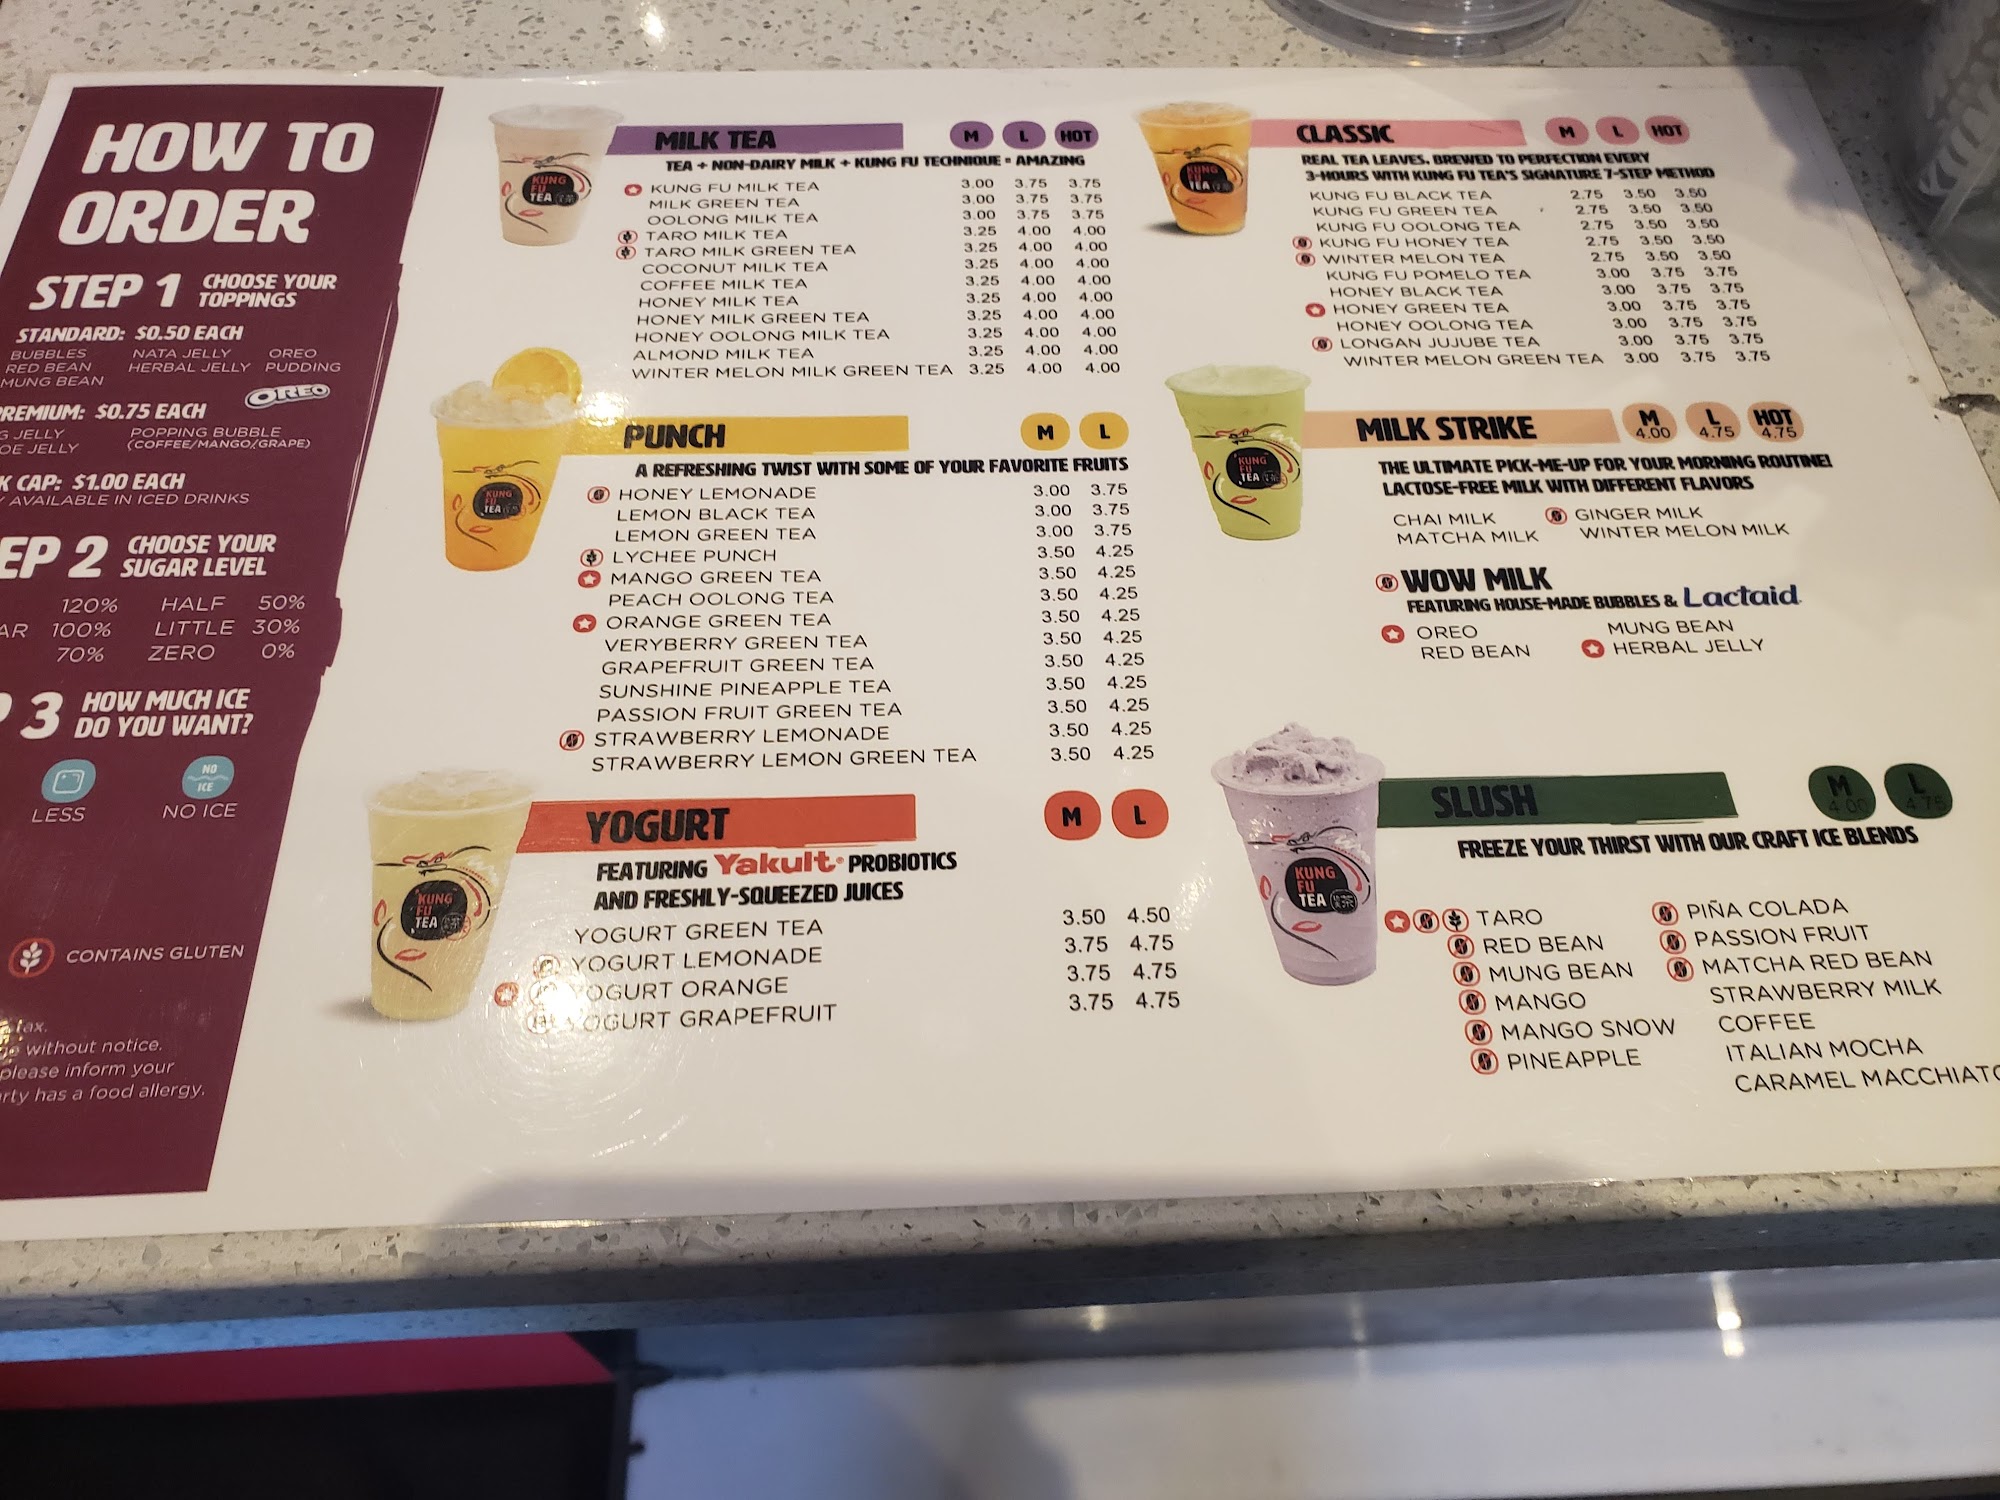 HOW TO
ORDER
STEP 1 CHOOSE YOUR
TOPPINGS
STANDARD: $0.50 EACH
BUBBLES NATA JELLY OREO
RED BEAN HERBAL JELLY PUDDING
MUNG BEAN
OREO
PREMIUM: $0.75 EACH
G JELLY POPPING BUBBLE
OE JELLY (COFFEE/MANGO/GRAPE)
K CAP: $1.00 EACH
Y AVAILABLE IN ICED DRINKS
EP 2 CHOOSE YOUR
SUGAR LEVEL
120% HALF 50%
AR 100% LITTLE 30%
70% ZERO 0%
P 3 HOW MUCH ICE
DO YOU WANT?
NO
ICE
LESS NO ICE
CONTAINS GLUTEN
tax.
ge without notice.
please inform your
rty has a food allergy.
MILK TEA M L HOT
TEA + NON-DAIRY MILK + KUNG FU TECHNIQUE = AMAZING
KUNG FU MILK TEA 3.00 3.75 3.75
MILK GREEN TEA 3.00 3.75 3.75
OOLONG MILK TEA 3.00 3.75 3.75
TARO MILK TEA 3.25 4.00 4.00
TARO MILK GREEN TEA 3.25 4.00 4.00
COCONUT MILK TEA 3.25 4.00 4.00
COFFEE MILK TEA 3.25 4.00 4.00
HONEY MILK TEA 3.25 4.00 4.00
HONEY MILK GREEN TEA 3.25 4.00 4.00
HONEY OOLONG MILK TEA 3.25 4.00 4.00
ALMOND MILK TEA 3.25 4.00 4.00
WINTER MELON MILK GREEN TEA 3.25 4.00 4.00
KUNG
FU
TEA
PUNCH M L
A REFRESHING TWIST WITH SOME OF YOUR FAVORITE FRUITS
HONEY LEMONADE 3.00 3.75
LEMON BLACK TEA 3.00 3.75
LEMON GREEN TEA 3.00 3.75
LYCHEE PUNCH 3.50 4.25
MANGO GREEN TEA 3.50 4.25
PEACH OOLONG TEA 3.50 4.25
ORANGE GREEN TEA 3.50 4.25
VERYBERRY GREEN TEA 3.50 4.25
GRAPEFRUIT GREEN TEA 3.50 4.25
SUNSHINE PINEAPPLE TEA 3.50 4.25
PASSION FRUIT GREEN TEA 3.50 4.25
STRAWBERRY LEMONADE 3.50 4.25
STRAWBERRY LEMON GREEN TEA 3.50 4.25
KUNG
FU
TEA
YOGURT M L
FEATURING Yakult PROBIOTICS
AND FRESHLY-SQUEEZED JUICES
YOGURT GREEN TEA 3.50 4.50
YOGURT LEMONADE 3.75 4.75
YOGURT ORANGE 3.75 4.75
YOGURT GRAPEFRUIT 3.75 4.75
KUNG
FU
TEA
CLASSIC M L HOT
REAL TEA LEAVES, BREWED TO PERFECTION EVERY
3-HOURS WITH KUNG FU TEA'S SIGNATURE 7-STEP METHOD
KUNG FU BLACK TEA 2.75 3.50 3.50
KUNG FU GREEN TEA 2.75 3.50 3.50
KUNG FU OOLONG TEA 2.75 3.50 3.50
KUNG FU HONEY TEA 2.75 3.50 3.50
WINTER MELON TEA 2.75 3.50 3.50
KUNG FU POMELO TEA 3.00 3.75 3.75
HONEY BLACK TEA 3.00 3.75 3.75
HONEY GREEN TEA 3.00 3.75 3.75
HONEY OOLONG TEA 3.00 3.75 3.75
LONGAN JUJUBE TEA 3.00 3.75 3.75
WINTER MELON GREEN TEA 3.00 3.75 3.75
KUNG
FU
TEA
MILK STRIKE M 4.00 L 4.75 HOT 4.75
THE ULTIMATE PICK-ME-UP FOR YOUR MORNING ROUTINE!
LACTOSE-FREE MILK WITH DIFFERENT FLAVORS
CHAI MILK GINGER MILK
MATCHA MILK WINTER MELON MILK
KUNG
FU
TEA
WOW MILK
FEATURING HOUSE-MADE BUBBLES & Lactaid
OREO MUNG BEAN
RED BEAN HERBAL JELLY
SLUSH M 4.00 L 4.75
FREEZE YOUR THIRST WITH OUR CRAFT ICE BLENDS
TARO PIÑA COLADA
RED BEAN PASSION FRUIT
MUNG BEAN MATCHA RED BEAN
MANGO STRAWBERRY MILK
MANGO SNOW COFFEE
PINEAPPLE ITALIAN MOCHA
CARAMEL MACCHIATO
KUNG
FU
TEA